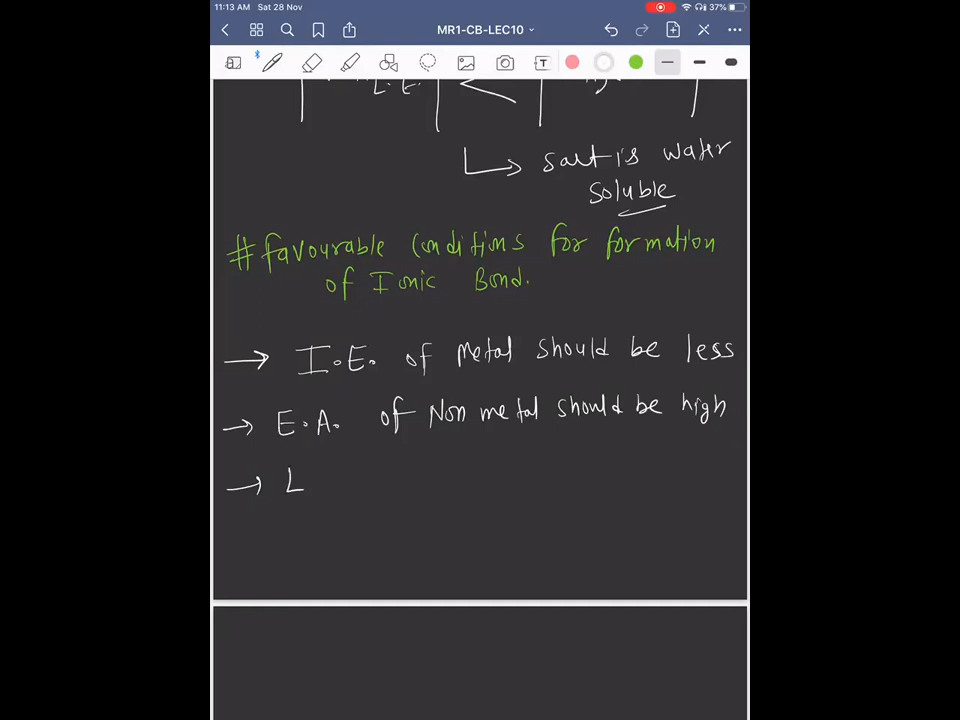 11:13 AM Sat 28 Nov
37%
MR1-CB-LEC10
T
L.E.
Salt is water
soluble
#favourable Conditions for formation
of Ionic Bond.
→ I.E. of Metal should be less
→ E.A. of Non metal should be high
→ L